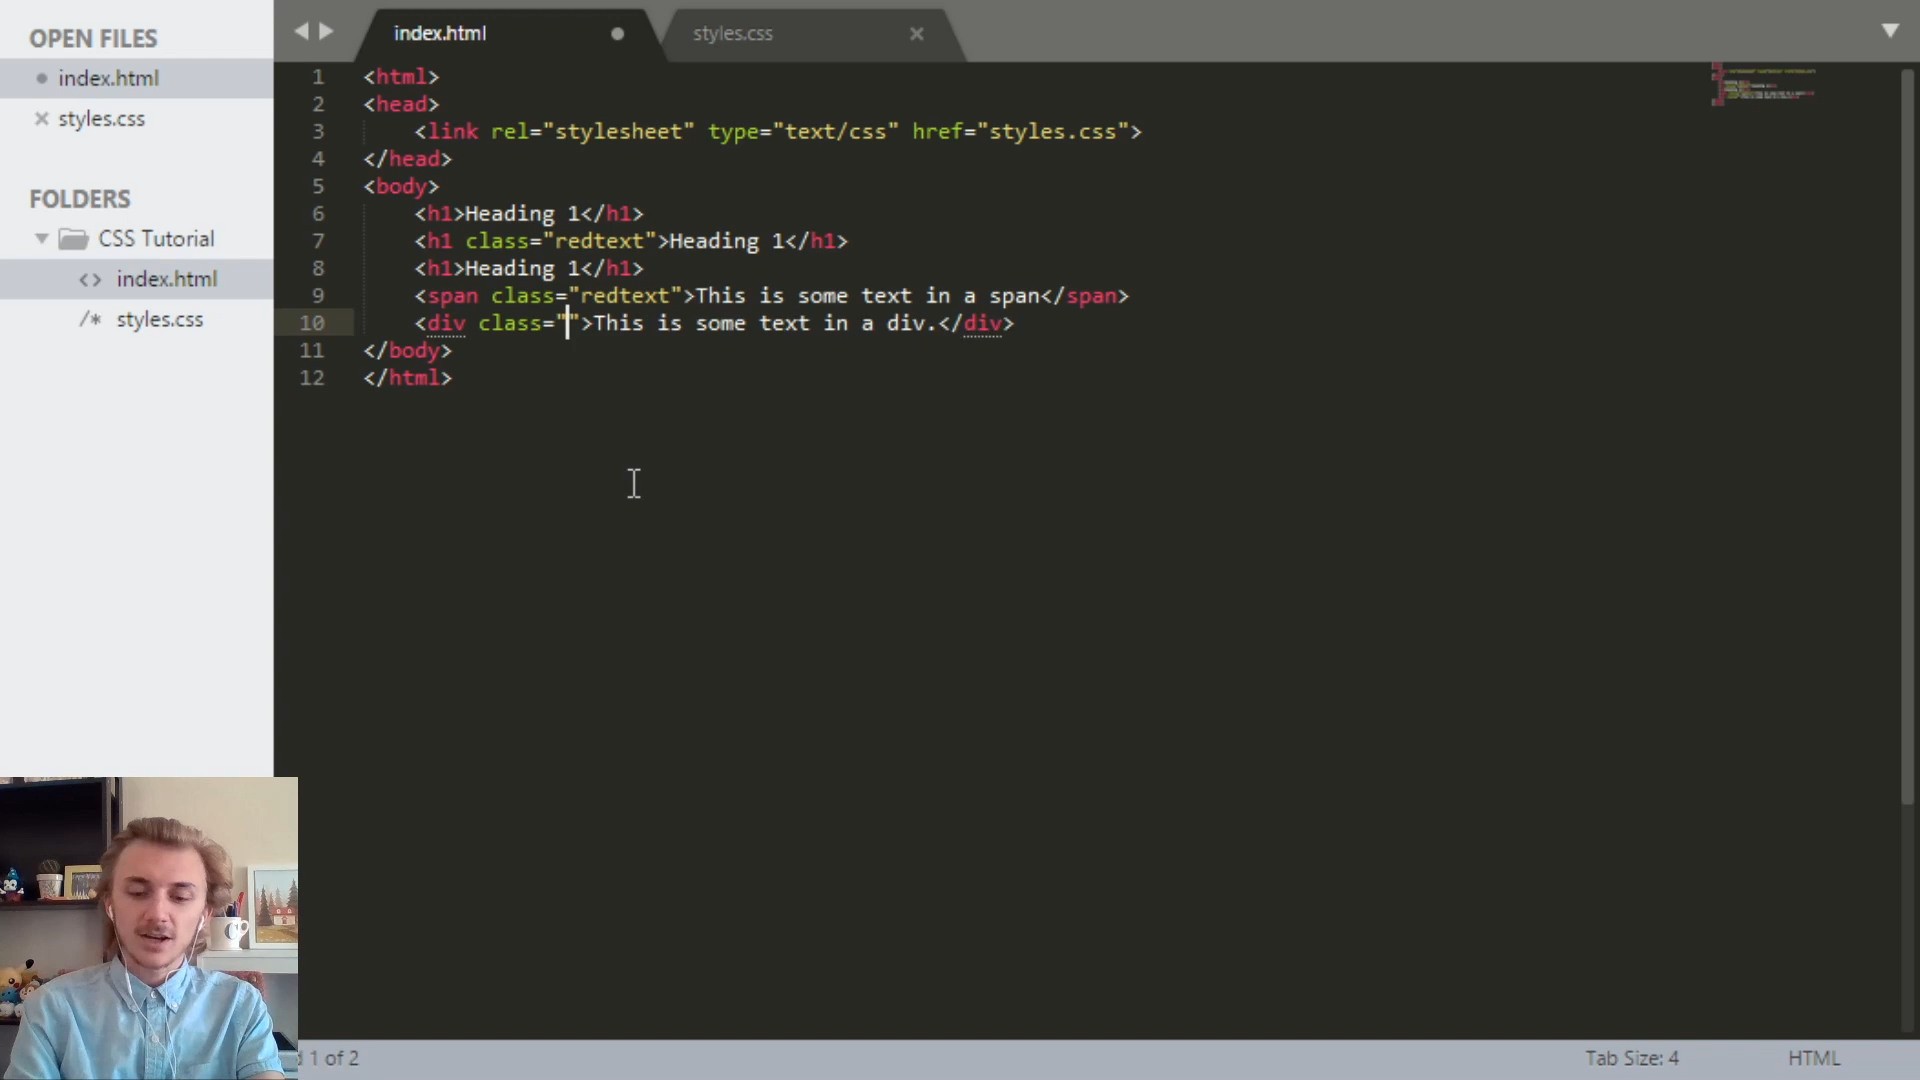 OPEN FILES
index.html
styles.css
FOLDERS
CSS Tutorial
index.html
styles.css
index.html
styles.css
1 <html>
2 <head>
3 <link rel="stylesheet" type="text/css" href="styles.css">
4 </head>
5 <body>
6 <h1>Heading 1</h1>
7 <h1 class="redtext">Heading 1</h1>
8 <h1>Heading 1</h1>
9 <span class="redtext">This is some text in a span</span>
10 <div class="">This is some text in a div.</div>
11 </body>
12 </html>
1 of 2
Tab Size: 4
HTML